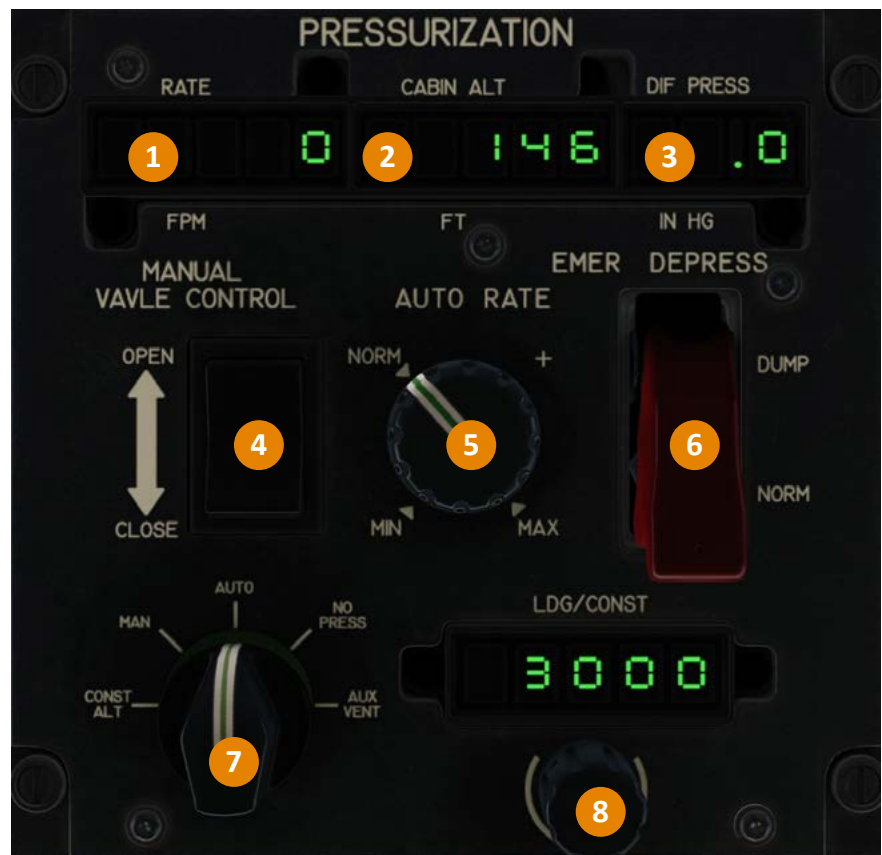 PRESSURIZATION
RATE CABIN ALT DIF PRESS
1 0 2 146 3 .0
FPM FT IN HG
EMER DEPRESS
MANUAL
VAVLE CONTROL
AUTO RATE
OPEN NORM + DUMP
4 5 6
NORM
CLOSE MIN MAX
AUTO
MAN NO
PRESS
LDG/CONST
3000
CONST
ALT
AUX
VENT
7
8